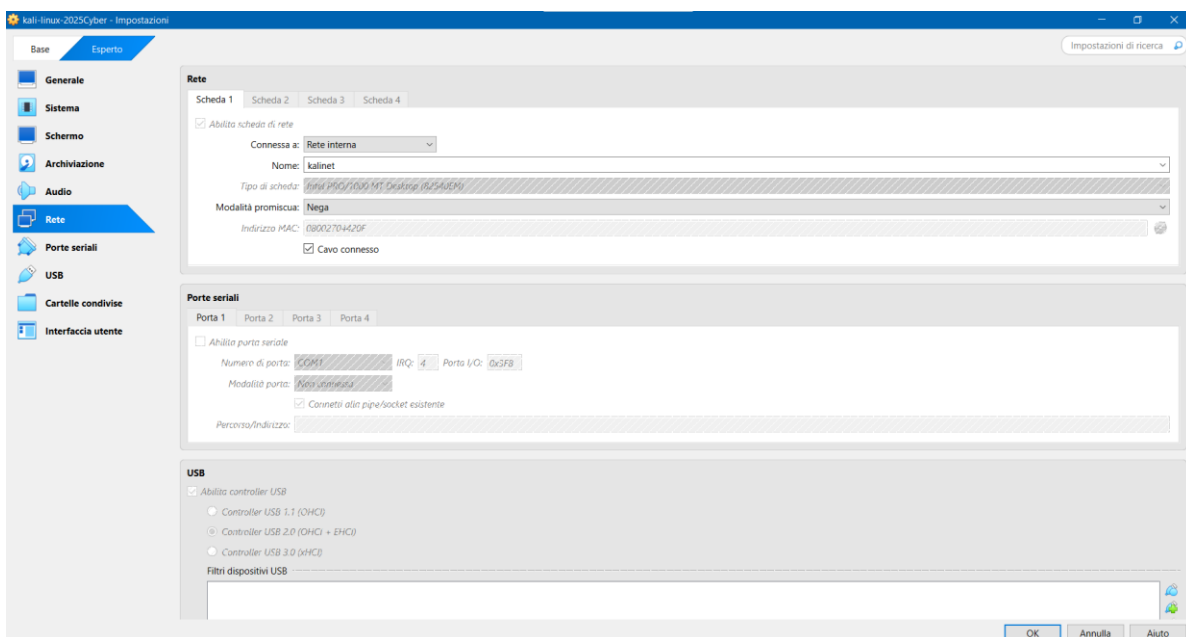 kali-linux-2025Cyber - Impostazioni
Base Esperto
Impostazioni di ricerca
Generale
Sistema
Schermo
Archiviazione
Audio
Rete
Porte seriali
USB
Cartelle condivise
Interfaccia utente
Rete
Scheda 1 Scheda 2 Scheda 3 Scheda 4
Abilita scheda di rete
Connessa a: Rete interna
Nome: kalinet
Tipo di scheda: Intel PRO/1000 MT Desktop (82540EM)
Modalità promiscua: Nega
Indirizzo MAC: 08002704420F
Cavo connesso
Porte seriali
Porta 1 Porta 2 Porta 3 Porta 4
Abilita porta seriale
Numero di porta: COM1 IRQ: 4 Porta I/O: 0x3F8
Modalità porta: Non connessa
Connetti alla pipe/socket esistente
Percorso/Indirizzo:
USB
Abilita controller USB
Controller USB 1.1 (OHCI)
Controller USB 2.0 (OHCI + EHCI)
Controller USB 3.0 (xHCI)
Filtri dispositivi USB
OK Annulla Aiuto